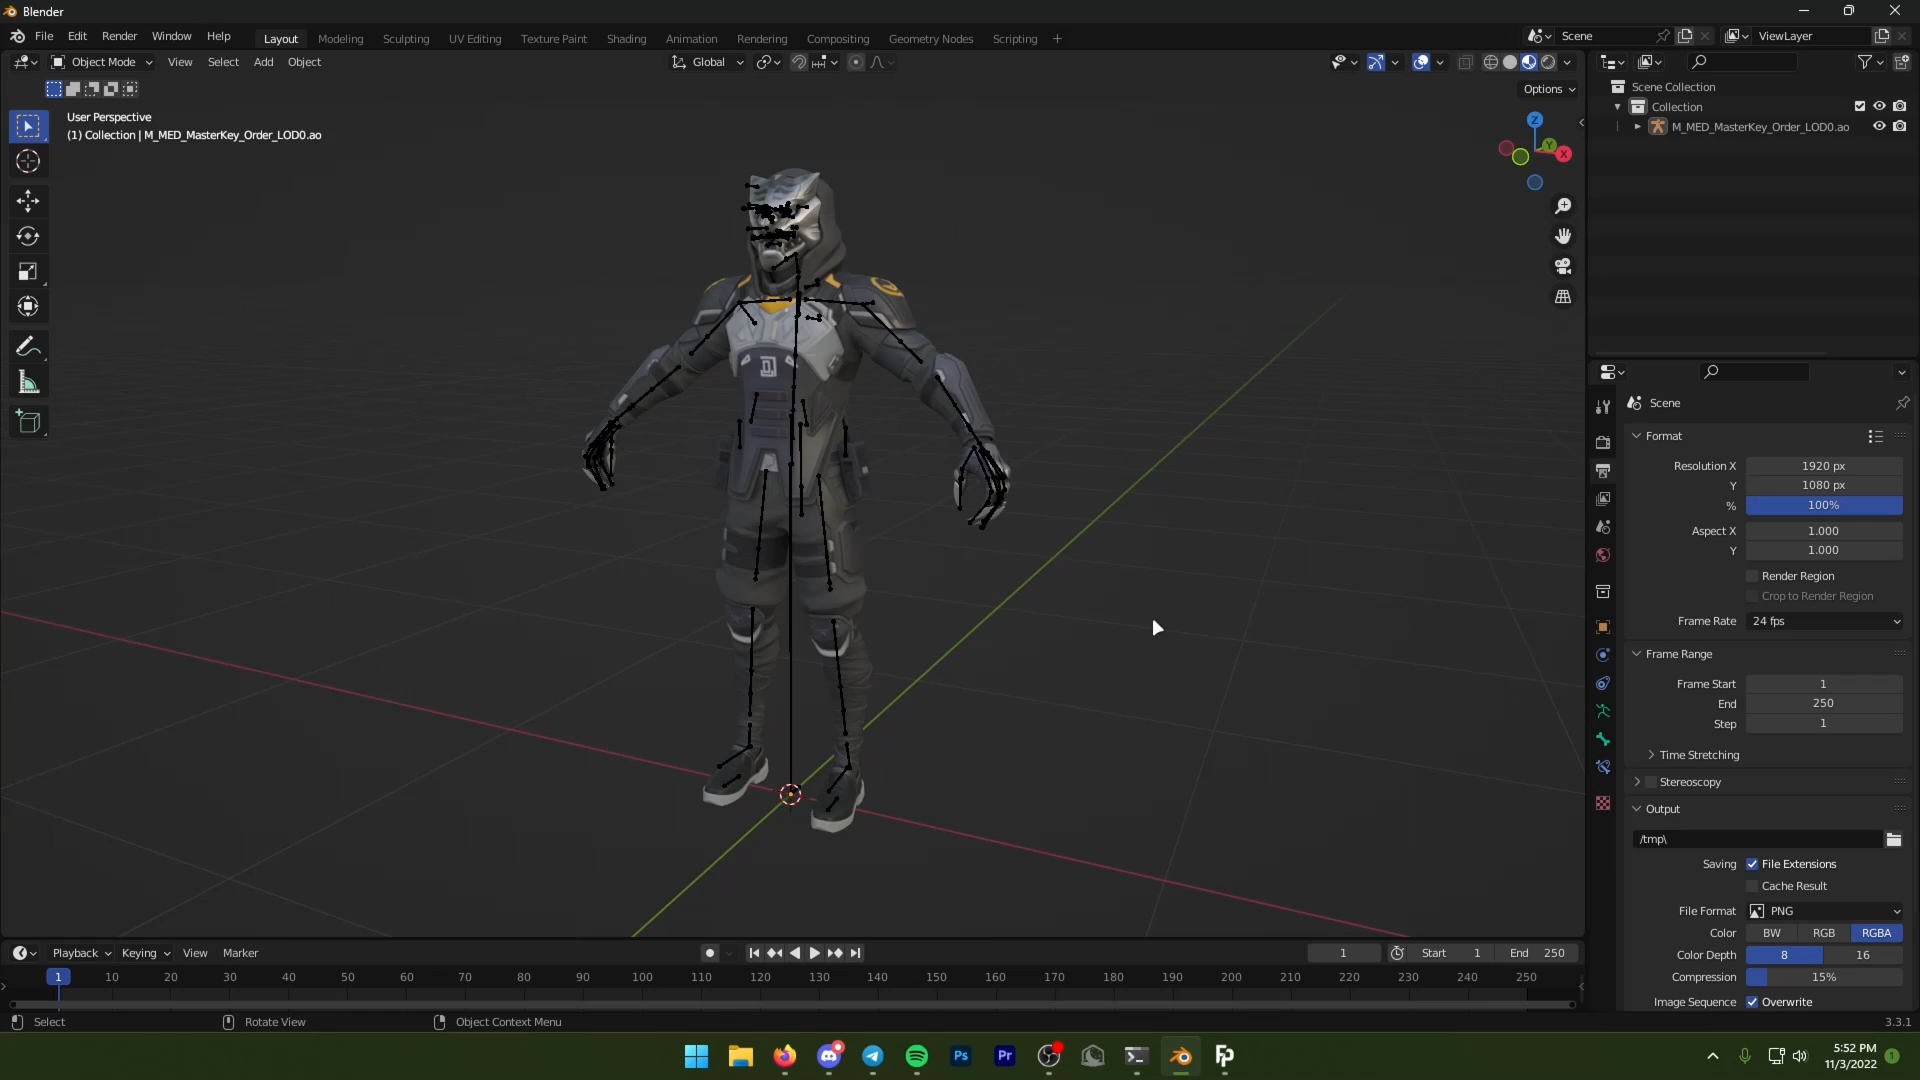 Blender
File Edit Render Window Help
Layout Modeling Sculpting UV Editing Texture Paint Shading Animation Rendering Compositing Geometry Nodes Scripting +
Scene
ViewLayer
Object Mode View Select Add Object
Global
Options
User Perspective
(1) Collection | M_MED_MasterKey_Order_LOD0.ao
Z
Y
X
Scene Collection
Collection
M_MED_MasterKey_Order_LOD0.ao
Scene
Format
Resolution X 1920 px
Y 1080 px
% 100%
Aspect X 1.000
Y 1.000
Render Region
Crop to Render Region
Frame Rate 24 fps
Frame Range
Frame Start 1
End 250
Step 1
Time Stretching
Stereoscopy
Output
/tmp\
Saving File Extensions
Cache Result
File Format PNG
Color BW RGB RGBA
Color Depth 8 16
Compression 15%
Image Sequence Overwrite
Playback Keying View Marker
1 Start 1 End 250
1 10 20 30 40 50 60 70 80 90 100 110 120 130 140 150 160 170 180 190 200 210 220 230 240 250
Select Rotate View Object Context Menu
3.3.1
Ps Pr
5:52 PM
11/3/2022
1